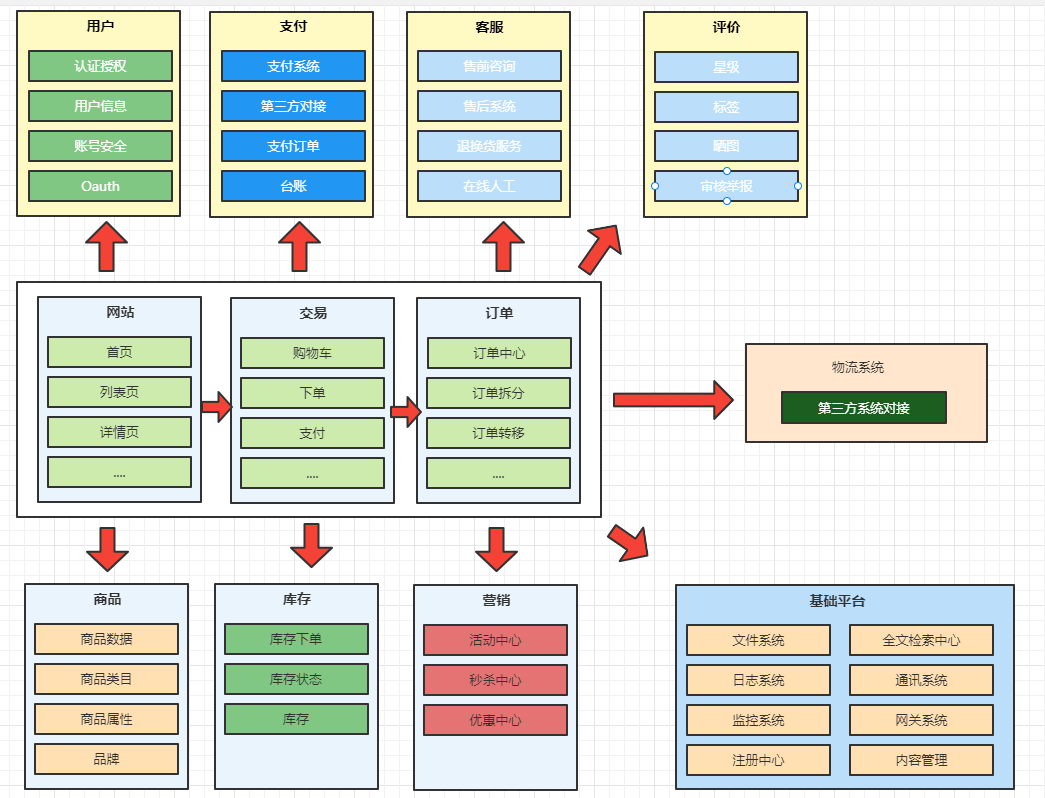 用户
认证授权
用户信息
账号安全
Oauth
支付
支付系统
第三方对接
支付订单
台账
客服
售前咨询
售后系统
退换货服务
在线人工
评价
星级
标签
晒图
审核举报
网站
首页
列表页
详情页
....
交易
购物车
下单
支付
....
订单
订单中心
订单拆分
订单转移
....
物流系统
第三方系统对接
商品
商品数据
商品类目
商品属性
品牌
库存
库存下单
库存状态
库存
营销
活动中心
秒杀中心
优惠中心
基础平台
文件系统
全文检索中心
日志系统
通讯系统
监控系统
网关系统
注册中心
内容管理